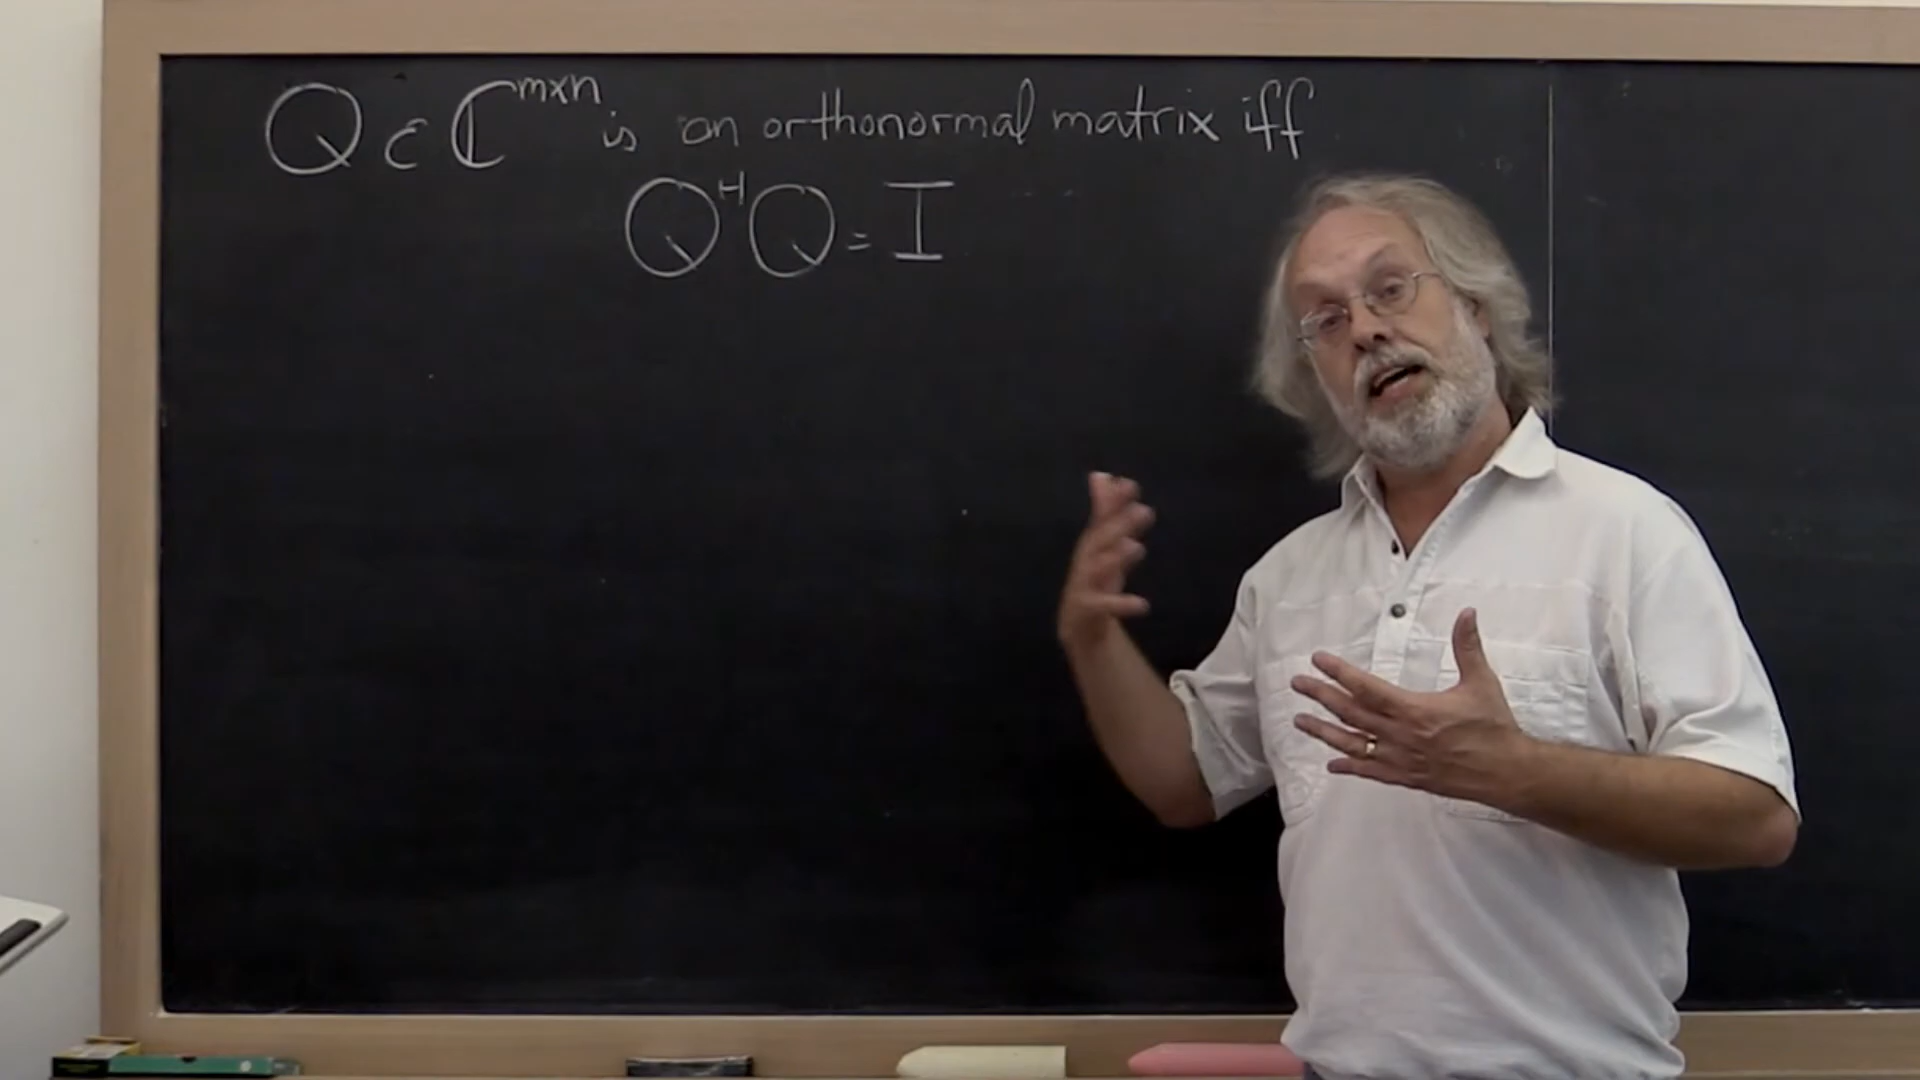 Q ∈ ℂ^{m×n} is an orthonormal matrix iff
Q^H Q = I